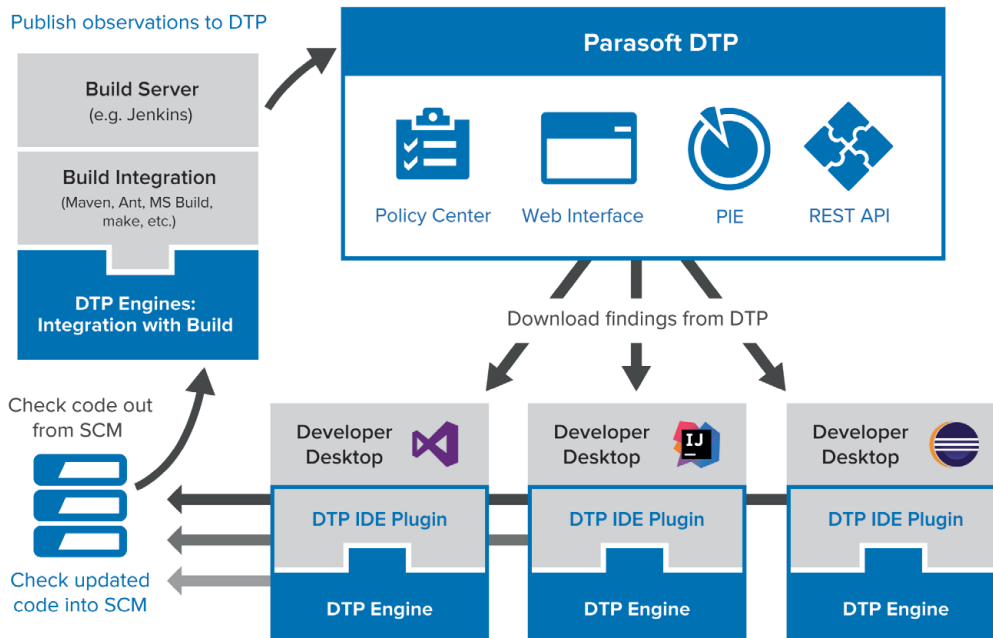 Publish observations to DTP
Build Server
(e.g. Jenkins)
Build Integration
(Maven, Ant, MS Build,
make, etc.)
DTP Engines:
Integration with Build
Parasoft DTP
Policy Center
Web Interface
PIE
REST API
Download findings from DTP
Check code out
from SCM
Check updated
code into SCM
Developer
Desktop
DTP IDE Plugin
DTP Engine
Developer
Desktop
IJ
DTP IDE Plugin
DTP Engine
Developer
Desktop
DTP IDE Plugin
DTP Engine